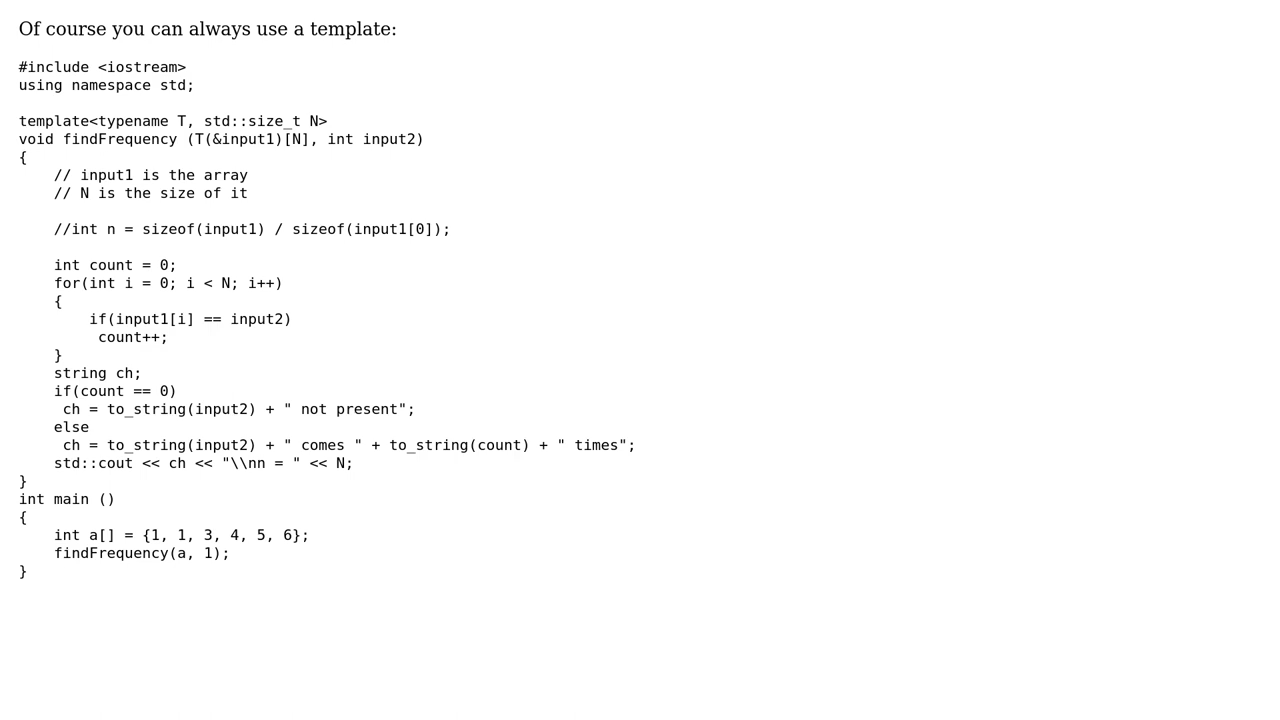 Of course you can always use a template:
#include <iostream>
using namespace std;
template<typename T, std::size_t N>
void findFrequency (T(&input1)[N], int input2)
{
    // input1 is the array
    // N is the size of it
    //int n = sizeof(input1) / sizeof(input1[0]);
    int count = 0;
    for(int i = 0; i < N; i++)
    {
        if(input1[i] == input2)
         count++;
    }
    string ch;
    if(count == 0)
     ch = to_string(input2) + " not present";
    else
     ch = to_string(input2) + " comes " + to_string(count) + " times";
    std::cout << ch << "\\nn = " << N;
}
int main ()
{
    int a[] = {1, 1, 3, 4, 5, 6};
    findFrequency(a, 1);
}